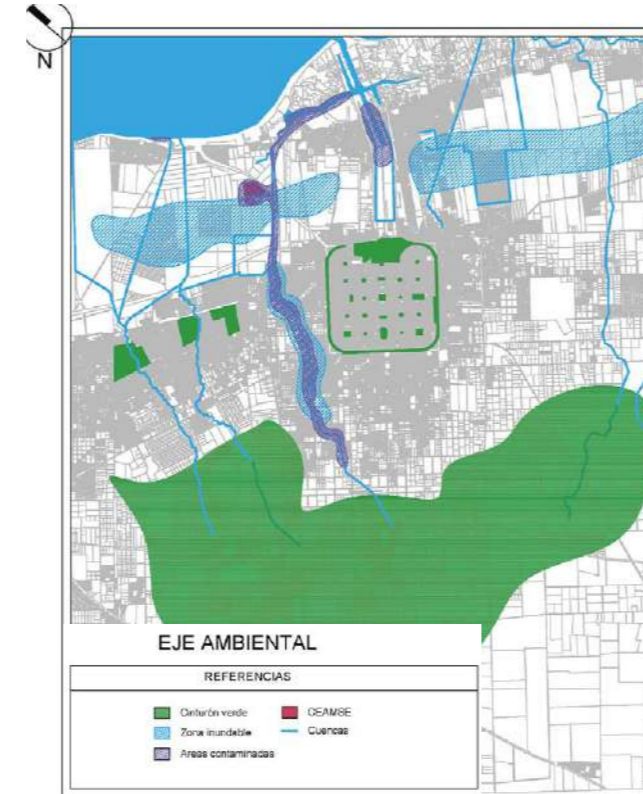 N
EJE AMBIENTAL
REFERENCIAS
Cinturón verde
CEAMSE
Zona inundable
Cuencas
Areas contaminadas